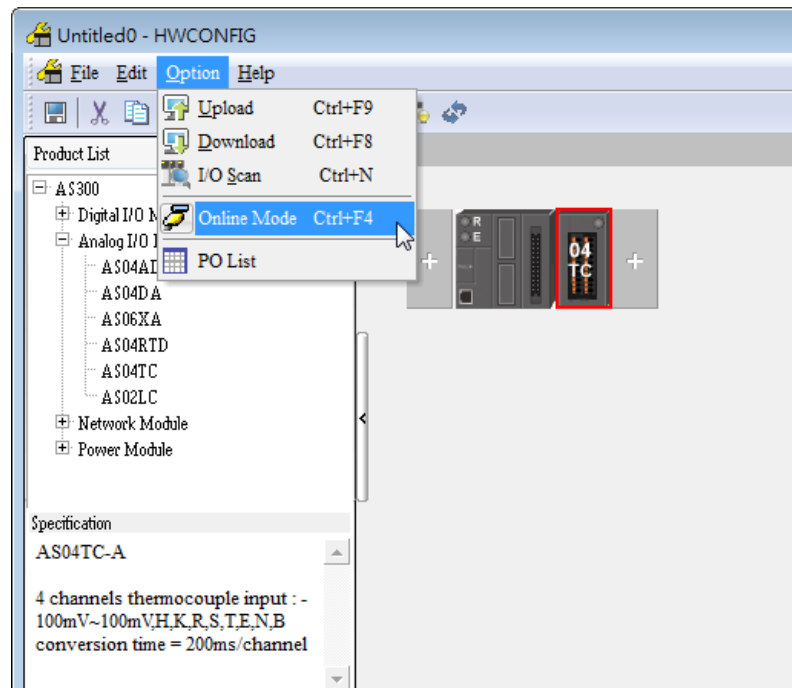 Untitled0 - HWCONFIG
File Edit Option Help
Upload Ctrl+F9
Download Ctrl+F8
I/O Scan Ctrl+N
Online Mode Ctrl+F4
PO List
Product List
AS300
Digital I/O
Analog I/O
AS04AD
AS04DA
AS06XA
AS04RTD
AS04TC
AS02LC
Network Module
Power Module
R
E
04
TC
Specification
AS04TC-A
4 channels thermocouple input : -
100mV~100mV,H,K,R,S,T,E,N,B
conversion time = 200ms/channel